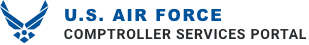 U.S. AIR FORCE
COMPTROLLER SERVICES PORTAL